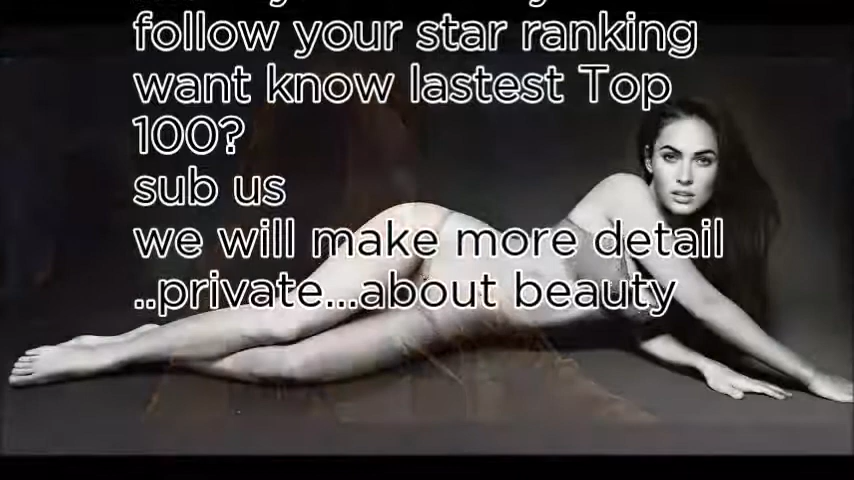 follow your star ranking
want know lastest Top
100?
sub us
we will make more detail
..private...about beauty